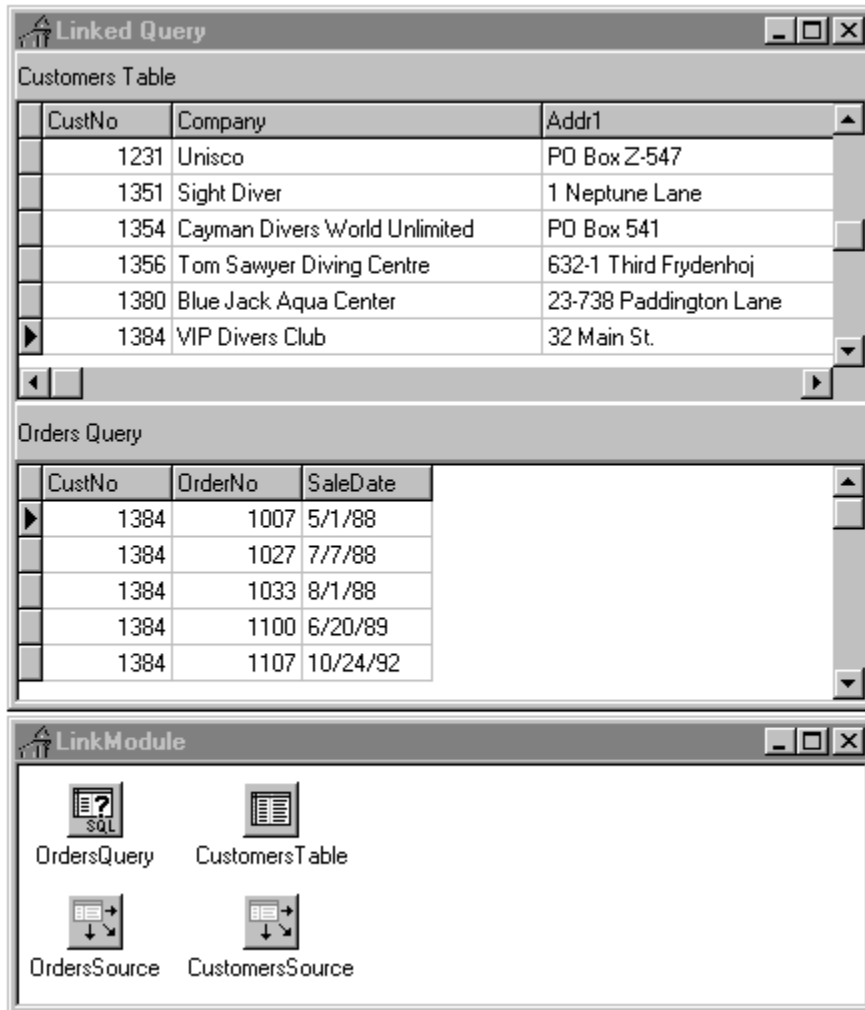 Linked Query
Customers Table
CustNo Company Addr1
1231 Unisco PO Box Z-547
1351 Sight Diver 1 Neptune Lane
1354 Cayman Divers World Unlimited PO Box 541
1356 Tom Sawyer Diving Centre 632-1 Third Frydenhoj
1380 Blue Jack Aqua Center 23-738 Paddington Lane
1384 VIP Divers Club 32 Main St.
Orders Query
CustNo OrderNo SaleDate
1384 1007 5/1/88
1384 1027 7/7/88
1384 1033 8/1/88
1384 1100 6/20/89
1384 1107 10/24/92
LinkModule
? SQL
OrdersQuery CustomersTable
OrdersSource CustomersSource